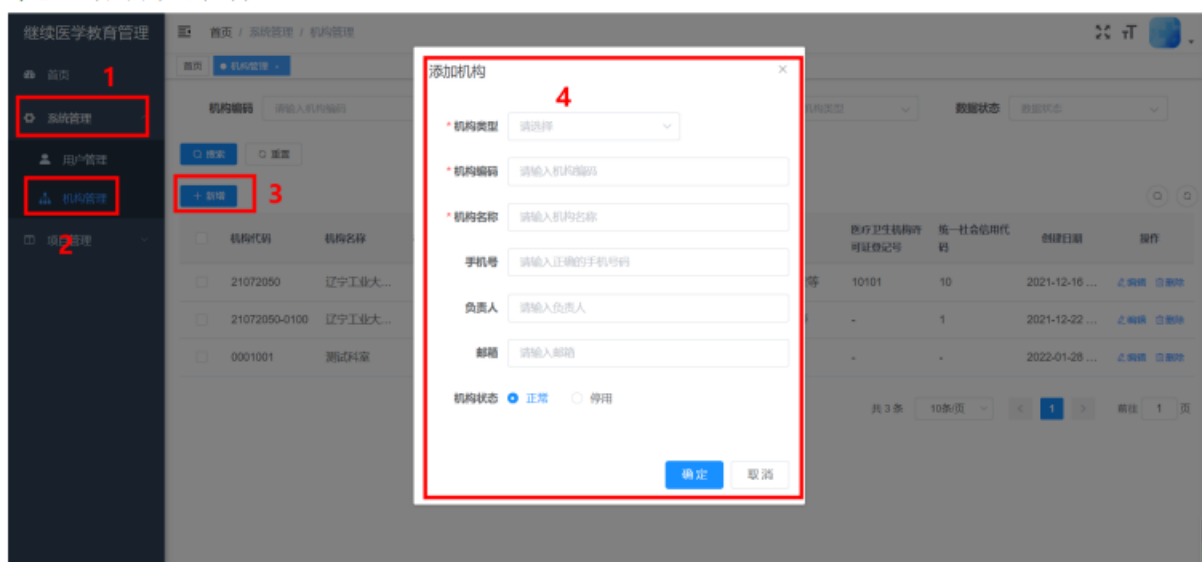 继续医学教育管理
首页 / 系统管理 / 机构管理
首页
1
首页 机构管理
系统管理
用户管理
机构管理
2
项目管理
机构编码 请输入机构编码
机构类型
数据状态 数据状态
搜索 重置
+ 新增
3
机构代码 机构名称 医疗卫生机构许可证登记号 统一社会信用代码 创建日期 操作
21072050 辽宁工业大... 等 10101 10 2021-12-16 ... 编辑 删除
21072050-0100 辽宁工业大... - 1 2021-12-22 ... 编辑 删除
0001001 测试科室 - - 2022-01-28 ... 编辑 删除
共 3 条 10条/页 < 1 > 前往 1 页
添加机构 ×
4
* 机构类型 请选择
* 机构编码 请输入机构编码
* 机构名称 请输入机构名称
手机号 请输入正确的手机号码
负责人 请输入负责人
邮箱 请输入邮箱
机构状态 正常 停用
确定 取消